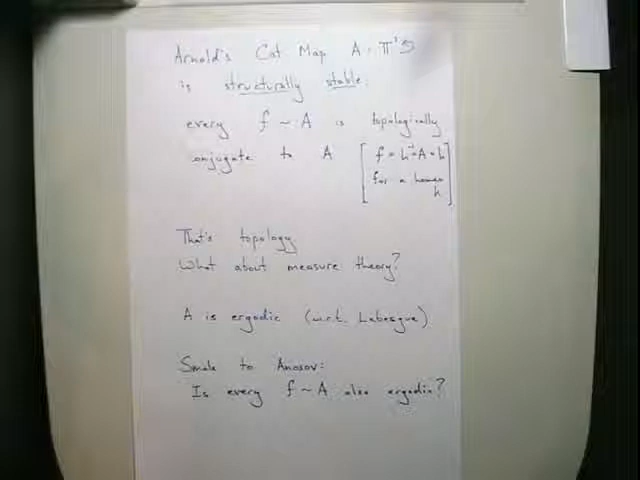 Arnold's Cat Map A: 𝕋²↺
is structurally stable:
every f ~ A is topologically
conjugate to A [f = h⁻¹∘A∘h
for a homeo
h]
That's topology
What about measure theory?
A is ergodic (w.r.t. Lebesgue)
Smale to Anosov:
Is every f ~ A also ergodic?